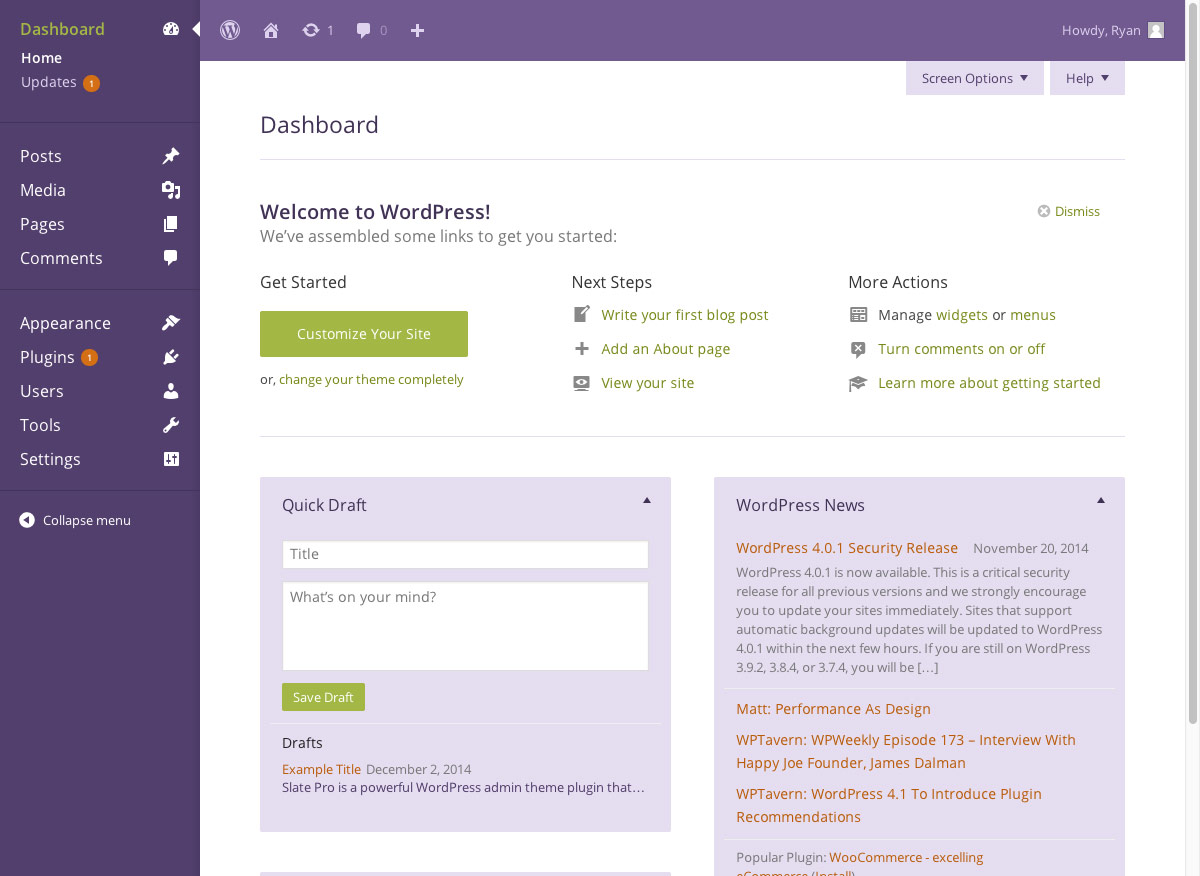 Dashboard
Home
Updates 1
Posts
Media
Pages
Comments
Appearance
Plugins 1
Users
Tools
Settings
Collapse menu
1 0 Howdy, Ryan
Screen Options Help
Dashboard
Welcome to WordPress! Dismiss
We’ve assembled some links to get you started:
Get Started
Customize Your Site
or, change your theme completely
Next Steps
Write your first blog post
Add an About page
View your site
More Actions
Manage widgets or menus
Turn comments on or off
Learn more about getting started
Quick Draft
Title
What’s on your mind?
Save Draft
Drafts
Example Title December 2, 2014
Slate Pro is a powerful WordPress admin theme plugin that…
WordPress News
WordPress 4.0.1 Security Release November 20, 2014
WordPress 4.0.1 is now available. This is a critical security
release for all previous versions and we strongly encourage
you to update your sites immediately. Sites that support
automatic background updates will be updated to WordPress
4.0.1 within the next few hours. If you are still on WordPress
3.9.2, 3.8.4, or 3.7.4, you will be […]
Matt: Performance As Design
WPTavern: WPWeekly Episode 173 – Interview With
Happy Joe Founder, James Dalman
WPTavern: WordPress 4.1 To Introduce Plugin
Recommendations
Popular Plugin: WooCommerce - excelling
eCommerce (Install)